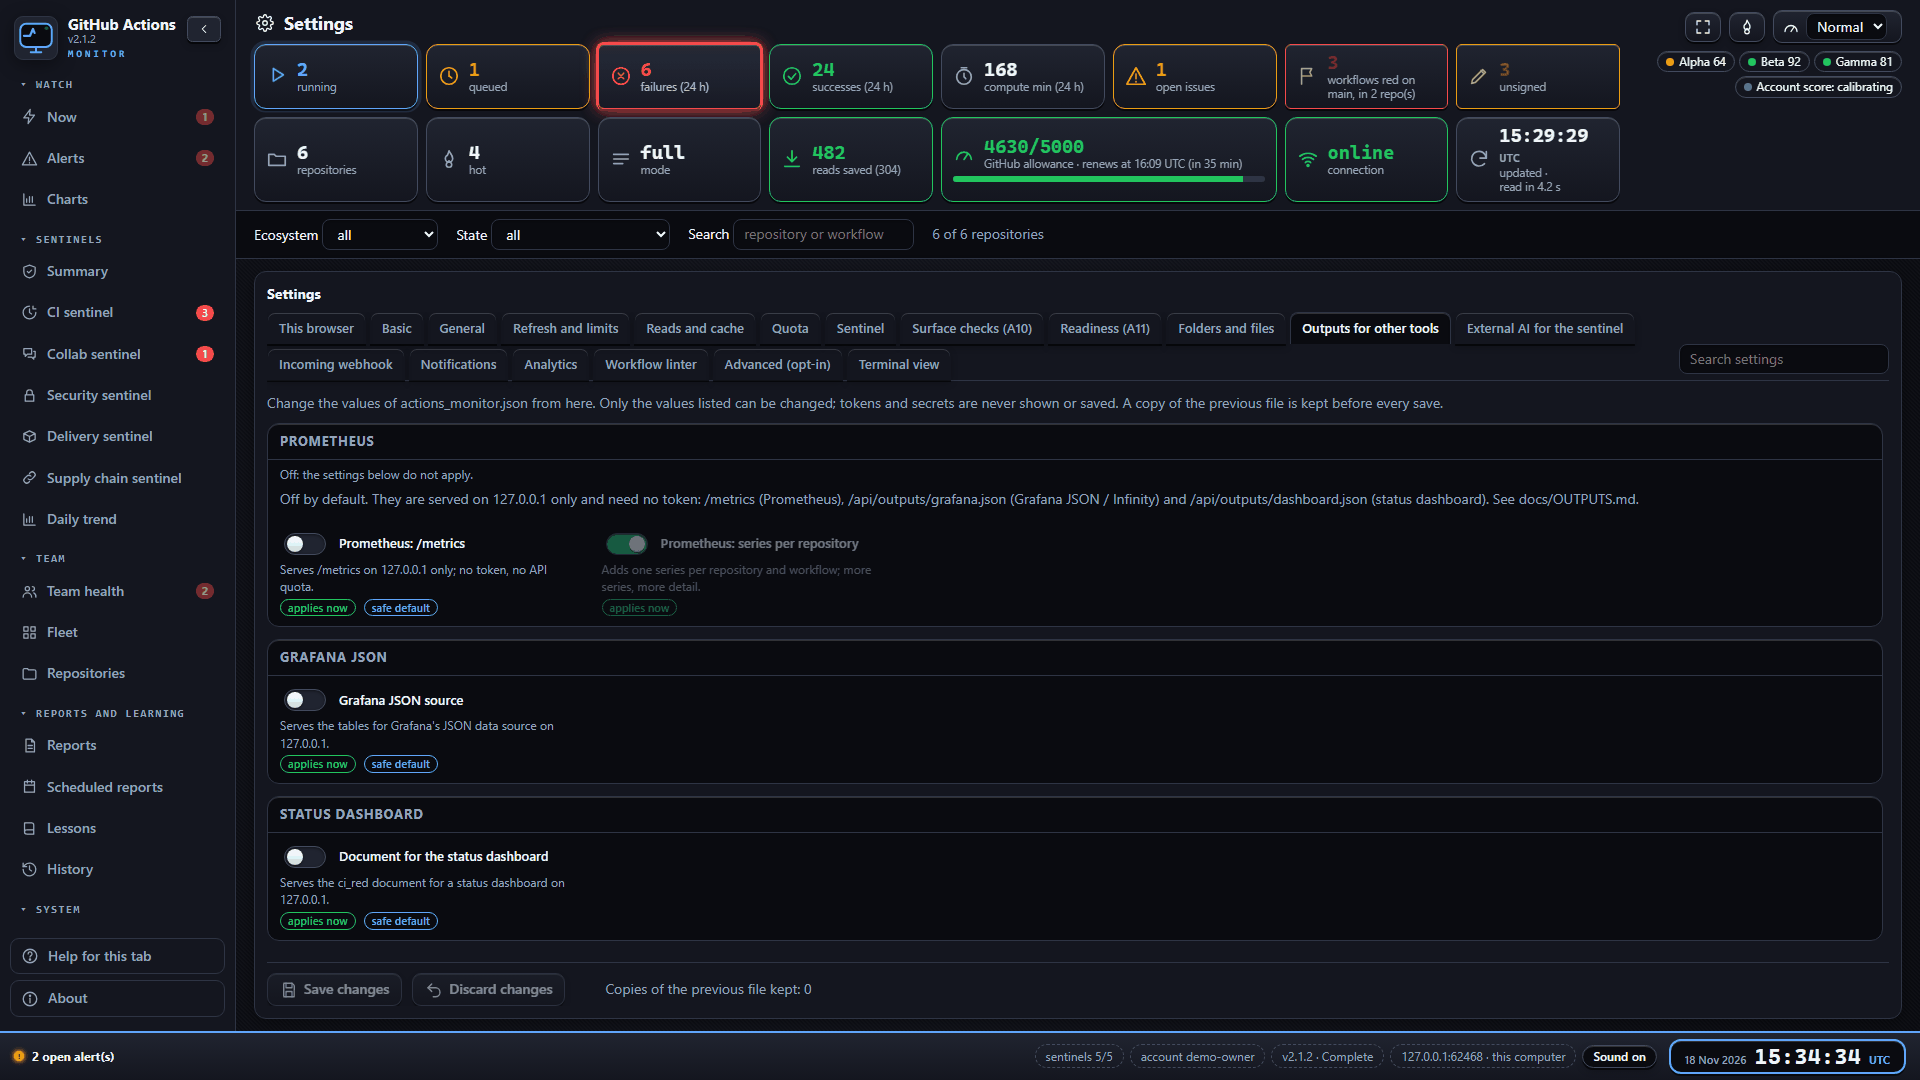 GitHub Actions
v2.1.2
MONITOR
WATCH
Now 1
Alerts 2
Charts
SENTINELS
Summary
CI sentinel 3
Collab sentinel 1
Security sentinel
Delivery sentinel
Supply chain sentinel
Daily trend
TEAM
Team health 2
Fleet
Repositories
REPORTS AND LEARNING
Reports
Scheduled reports
Lessons
History
SYSTEM
Help for this tab
About
Settings
Normal
Alpha 64
Beta 92
Gamma 81
Account score: calibrating
2
running
1
queued
6
failures (24 h)
24
successes (24 h)
168
compute min (24 h)
1
open issues
3
workflows red on
main, in 2 repo(s)
3
unsigned
6
repositories
4
hot
full
mode
482
reads saved (304)
4630/5000
GitHub allowance · renews at 16:09 UTC (in 35 min)
online
connection
15:29:29
UTC
updated ·
read in 4.2 s
Ecosystem all
State all
Search repository or workflow
6 of 6 repositories
Settings
This browser
Basic
General
Refresh and limits
Reads and cache
Quota
Sentinel
Surface checks (A10)
Readiness (A11)
Folders and files
Outputs for other tools
External AI for the sentinel
Incoming webhook
Notifications
Analytics
Workflow linter
Advanced (opt-in)
Terminal view
Search settings
Change the values of actions_monitor.json from here. Only the values listed can be changed; tokens and secrets are never shown or saved. A copy of the previous file is kept before every save.
PROMETHEUS
Off: the settings below do not apply.
Off by default. They are served on 127.0.0.1 only and need no token: /metrics (Prometheus), /api/outputs/grafana.json (Grafana JSON / Infinity) and /api/outputs/dashboard.json (status dashboard). See docs/OUTPUTS.md.
Prometheus: /metrics
Serves /metrics on 127.0.0.1 only; no token, no API
quota.
applies now
safe default
Prometheus: series per repository
Adds one series per repository and workflow; more
series, more detail.
applies now
GRAFANA JSON
Grafana JSON source
Serves the tables for Grafana's JSON data source on
127.0.0.1.
applies now
safe default
STATUS DASHBOARD
Document for the status dashboard
Serves the ci_red document for a status dashboard on
127.0.0.1.
applies now
safe default
Save changes
Discard changes
Copies of the previous file kept: 0
2 open alert(s)
sentinels 5/5
account demo-owner
v2.1.2 · Complete
127.0.0.1:62468 · this computer
Sound on
18 Nov 2026 15:34:34 UTC